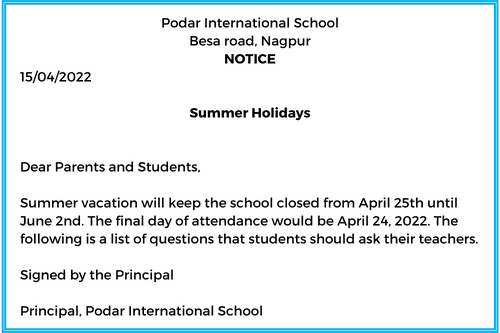 Podar International School
Besa road, Nagpur
NOTICE
15/04/2022
Summer Holidays
Dear Parents and Students,
Summer vacation will keep the school closed from April 25th until
June 2nd. The final day of attendance would be April 24, 2022. The
following is a list of questions that students should ask their teachers.
Signed by the Principal
Principal, Podar International School